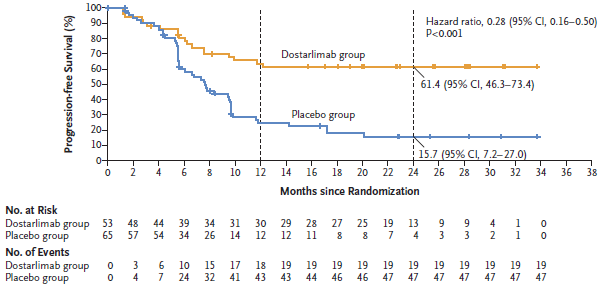 Progression-free Survival (%)
100
90
80
70
60
50
40
30
20
10
0
Hazard ratio, 0.28 (95% CI, 0.16–0.50)
P<0.001
Dostarlimab group
61.4 (95% CI, 46.3–73.4)
Placebo group
15.7 (95% CI, 7.2–27.0)
0 2 4 6 8 10 12 14 16 18 20 22 24 26 28 30 32 34 36 38
Months since Randomization
No. at Risk
Dostarlimab group 53 48 44 39 34 31 30 29 28 27 25 19 13 9 9 4 1 0
Placebo group 65 57 54 34 26 14 12 12 11 8 8 7 4 3 3 2 1 0
No. of Events
Dostarlimab group 0 3 6 10 15 17 18 19 19 19 19 19 19 19 19 19 19 19
Placebo group 0 4 7 24 32 41 43 43 44 46 46 47 47 47 47 47 47 47